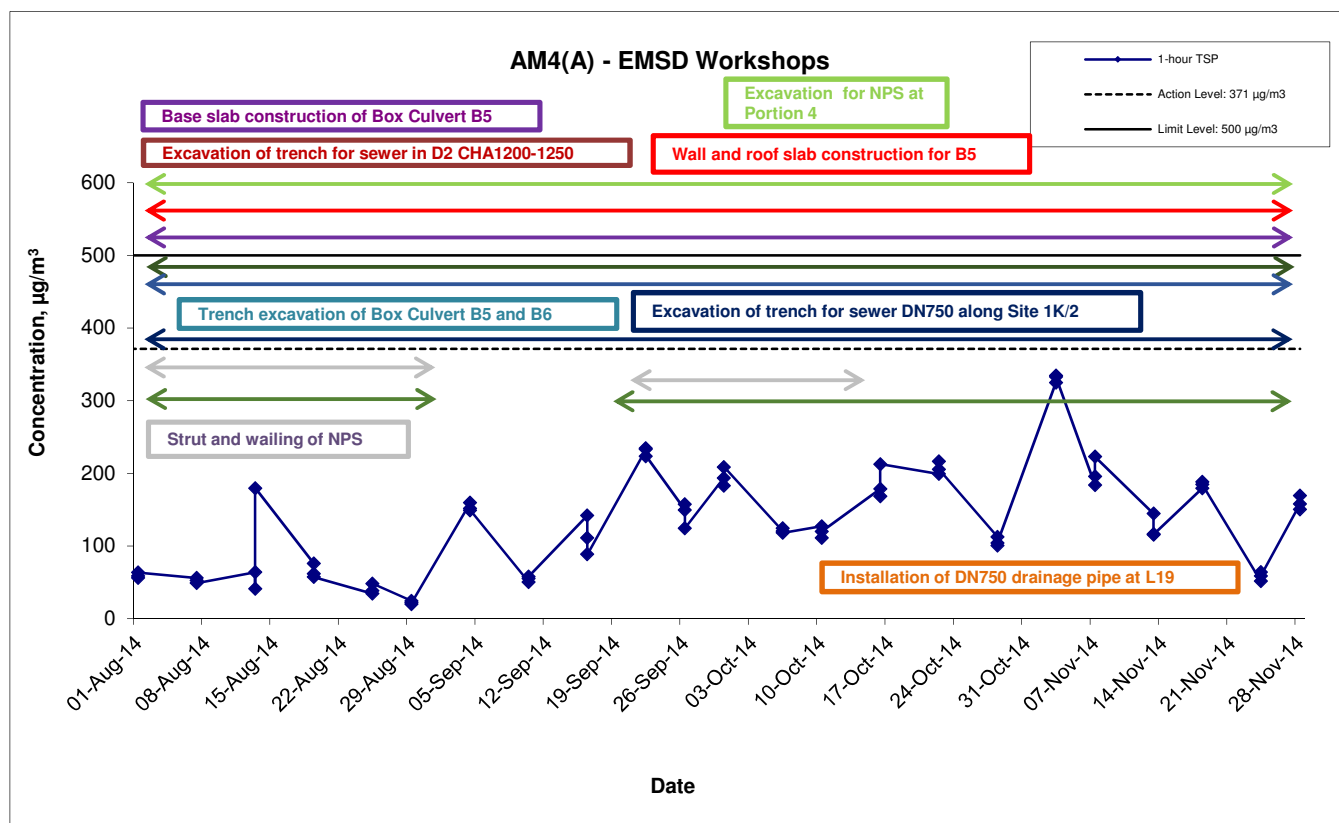 AM4(A) - EMSD Workshops
1-hour TSP
Action Level: 371 µg/m3
Limit Level: 500 µg/m3
Base slab construction of Box Culvert B5
Excavation for NPS at
Portion 4
Excavation of trench for sewer in D2 CHA1200-1250
Wall and roof slab construction for B5
Trench excavation of Box Culvert B5 and B6
Excavation of trench for sewer DN750 along Site 1K/2
Strut and wailing of NPS
Installation of DN750 drainage pipe at L19
Concentration, µg/m³
600
500
400
300
200
100
0
01-Aug-14
08-Aug-14
15-Aug-14
22-Aug-14
29-Aug-14
05-Sep-14
12-Sep-14
19-Sep-14
26-Sep-14
03-Oct-14
10-Oct-14
17-Oct-14
24-Oct-14
31-Oct-14
07-Nov-14
14-Nov-14
21-Nov-14
28-Nov-14
Date